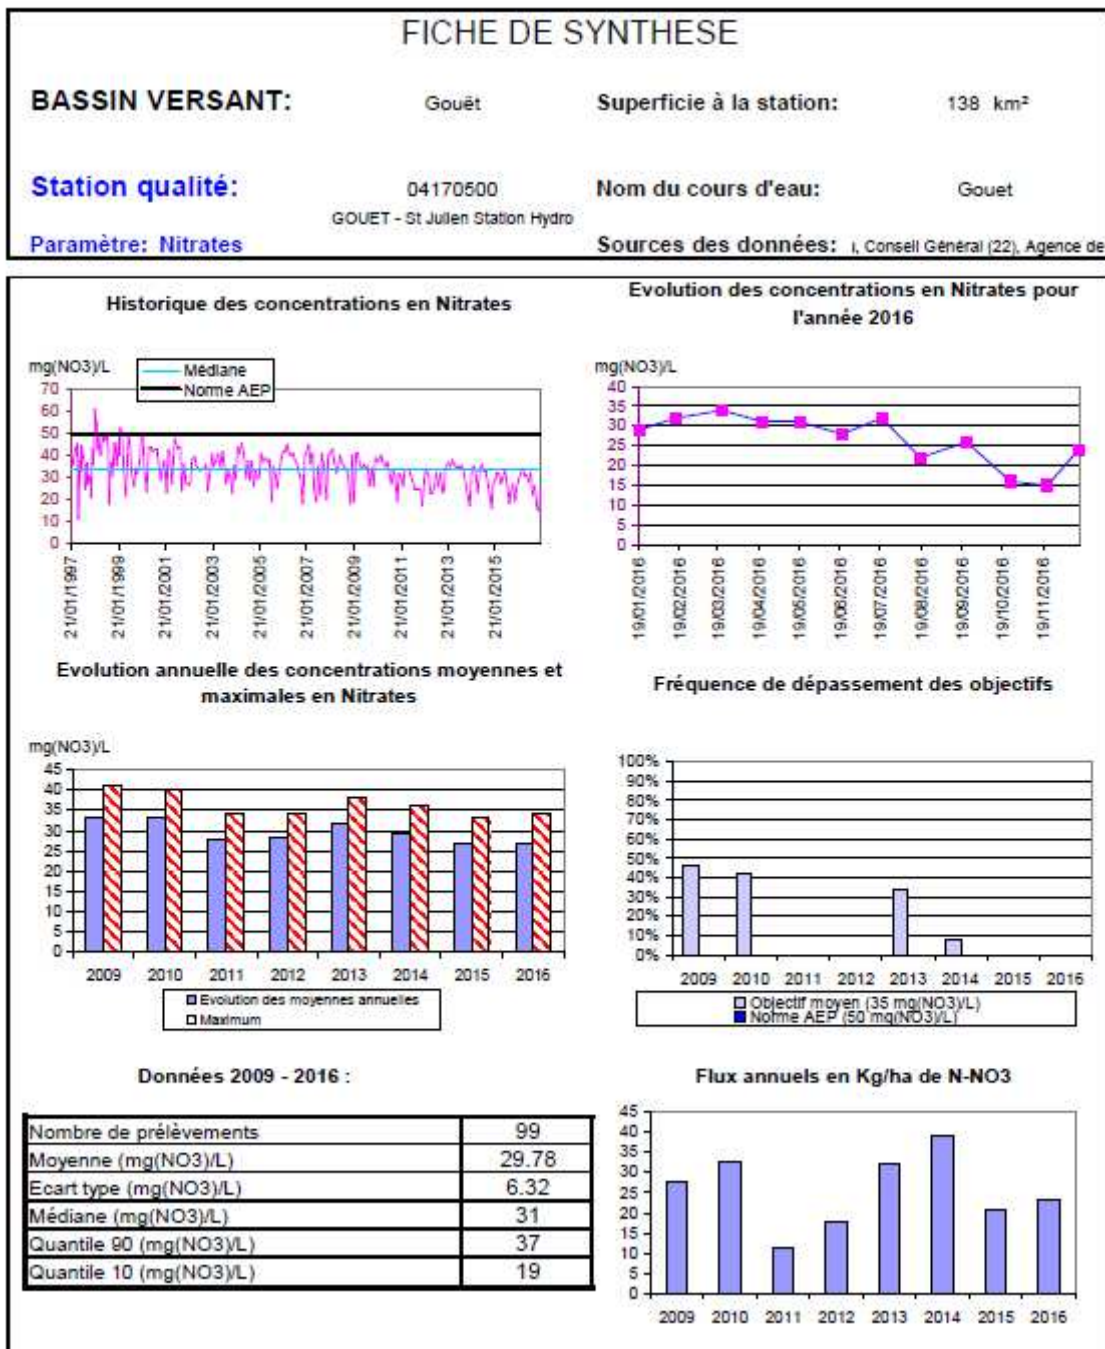 FICHE DE SYNTHESE
BASSIN VERSANT: Gouët Superficie à la station: 138 km²
Station qualité: 04170500 Nom du cours d'eau: Gouet
GOUET - St Julien Station Hydro
Paramètre: Nitrates Sources des données: , Conseil Général (22), Agence de
Historique des concentrations en Nitrates
mg(NO3)/L
Médiane
Norme AEP
70
60
50
40
30
20
10
0
21/01/1997
21/01/1999
21/01/2001
21/01/2003
21/01/2005
21/01/2007
21/01/2009
21/01/2011
21/01/2013
21/01/2015
Evolution des concentrations en Nitrates pour
l'année 2016
mg(NO3)/L
40
35
30
25
20
15
10
5
0
19/01/2016
19/02/2016
19/03/2016
19/04/2016
19/05/2016
19/06/2016
19/07/2016
19/08/2016
19/09/2016
19/10/2016
19/11/2016
Evolution annuelle des concentrations moyennes et
maximales en Nitrates
mg(NO3)/L
45
40
35
30
25
20
15
10
5
0
2009 2010 2011 2012 2013 2014 2015 2016
Evolution des moyennes annuelles
Maximum
Fréquence de dépassement des objectifs
100%
90%
80%
70%
60%
50%
40%
30%
20%
10%
0%
2009 2010 2011 2012 2013 2014 2015 2016
Objectif moyen (35 mg(NO3)/L)
Norme AEP (50 mg(NO3)/L)
Données 2009 - 2016 :
Nombre de prélèvements 99
Moyenne (mg(NO3)/L) 29.78
Ecart type (mg(NO3)/L) 6.32
Médiane (mg(NO3)/L) 31
Quantile 90 (mg(NO3)/L) 37
Quantile 10 (mg(NO3)/L) 19
Flux annuels en Kg/ha de N-NO3
45
40
35
30
25
20
15
10
5
0
2009 2010 2011 2012 2013 2014 2015 2016